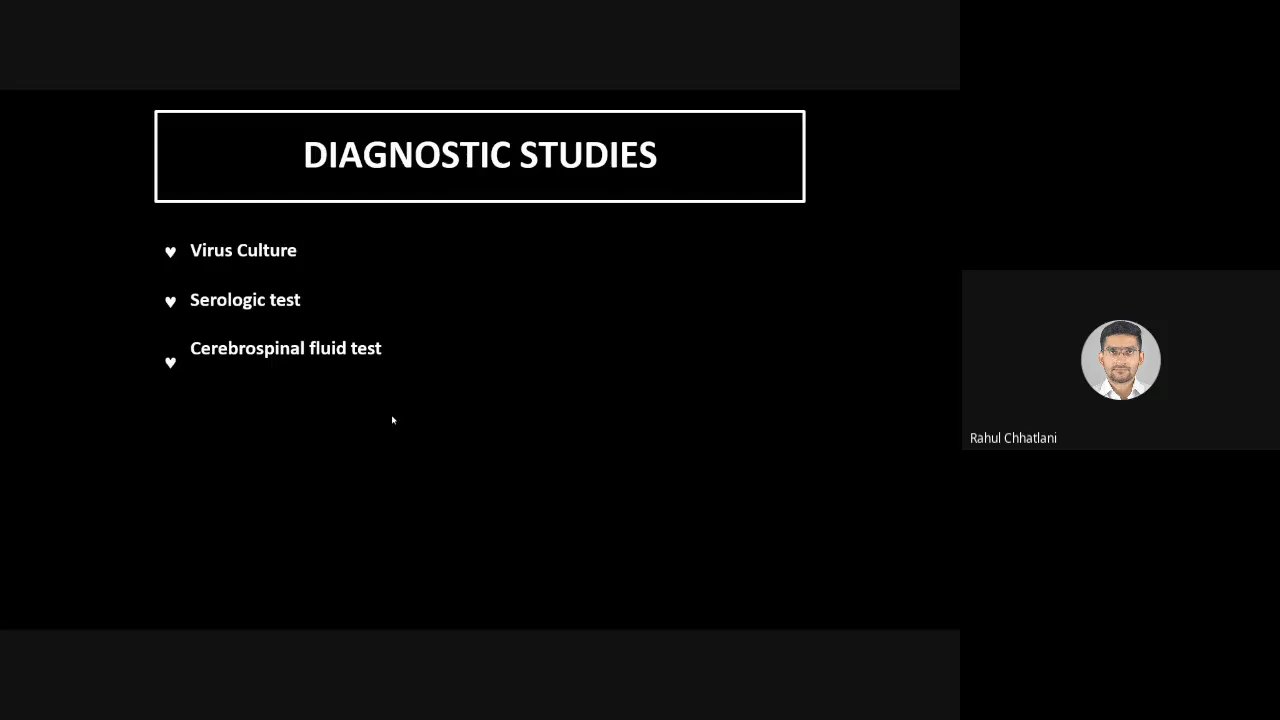 DIAGNOSTIC STUDIES
♥ Virus Culture
♥ Serologic test
♥ Cerebrospinal fluid test
Rahul Chhatlani